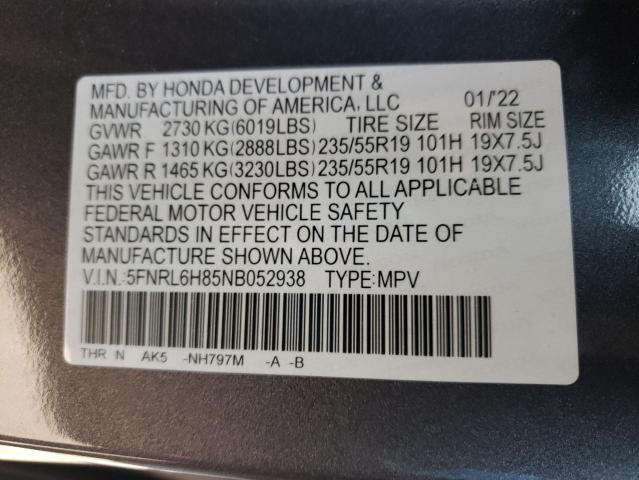 MFD. BY HONDA DEVELOPMENT &
MANUFACTURING OF AMERICA, LLC 01/'22
GVWR 2730 KG(6019LBS) TIRE SIZE RIM SIZE
GAWR F 1310 KG(2888LBS) 235/55R19 101H 19X7.5J
GAWR R 1465 KG(3230LBS) 235/55R19 101H 19X7.5J
THIS VEHICLE CONFORMS TO ALL APPLICABLE
FEDERAL MOTOR VEHICLE SAFETY
STANDARDS IN EFFECT ON THE DATE OF
MANUFACTURE SHOWN ABOVE.
V.I.N.:5FNRL6H85NB052938 TYPE:MPV
THR N AK5 -NH797M -A -B